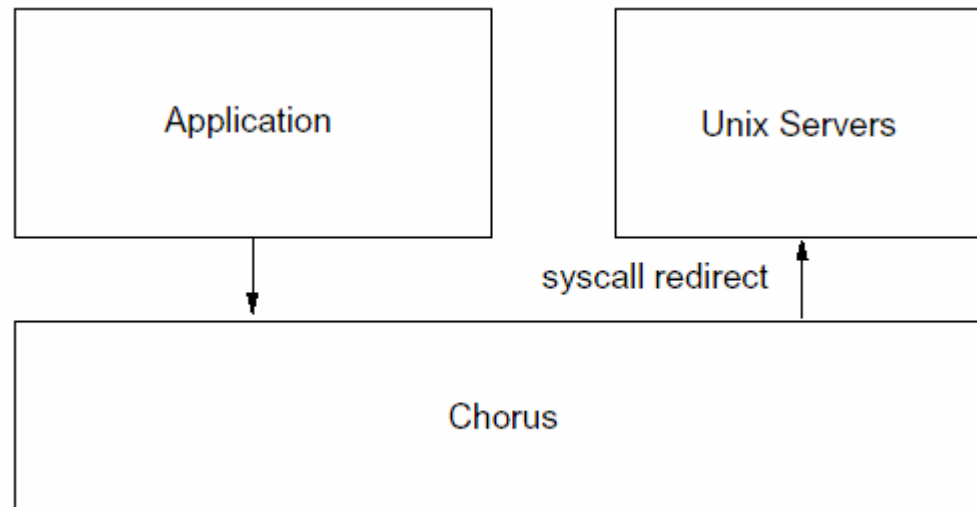 Application
Unix Servers
syscall redirect
Chorus